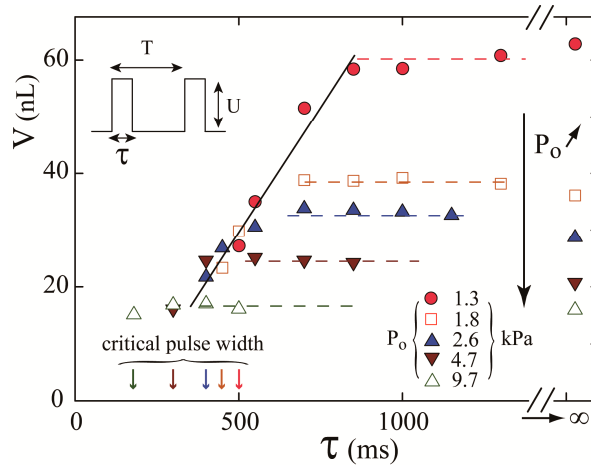 ∞
60
T
V (nL)
U
P₀
40
τ
20
1.3
1.8
P₀ 2.6 kPa
4.7
9.7
critical pulse width
0
0 500 1000 ∞
τ (ms)